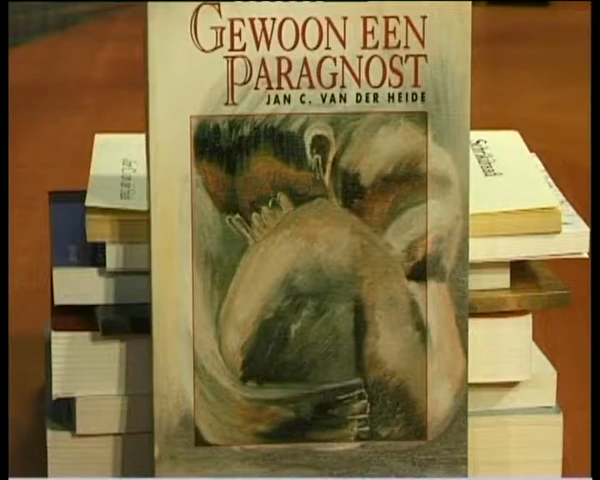 GEWOON EEN
PARAGNOST
JAN C. VAN DER HEIDE